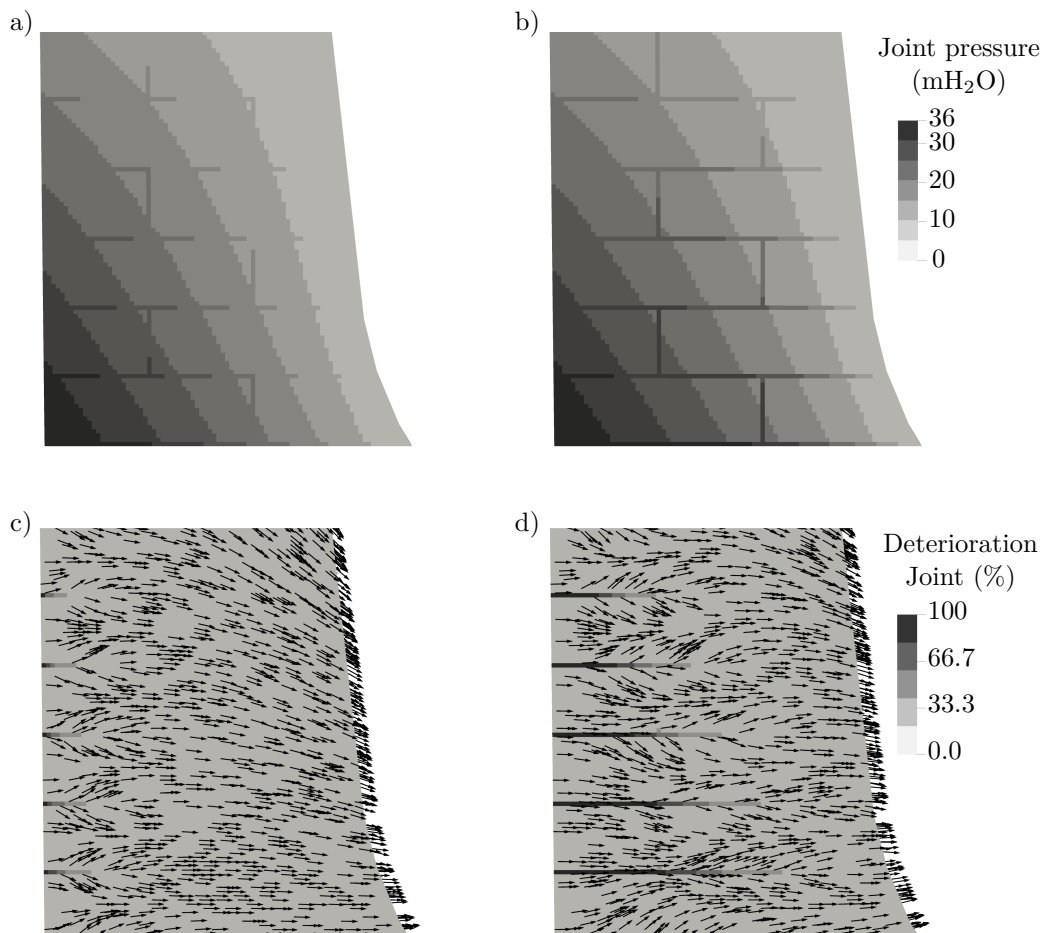 a)
b)
Joint pressure
(mH₂O)
36
30
20
10
0
c)
d)
Deterioration
Joint (%)
100
66.7
33.3
0.0